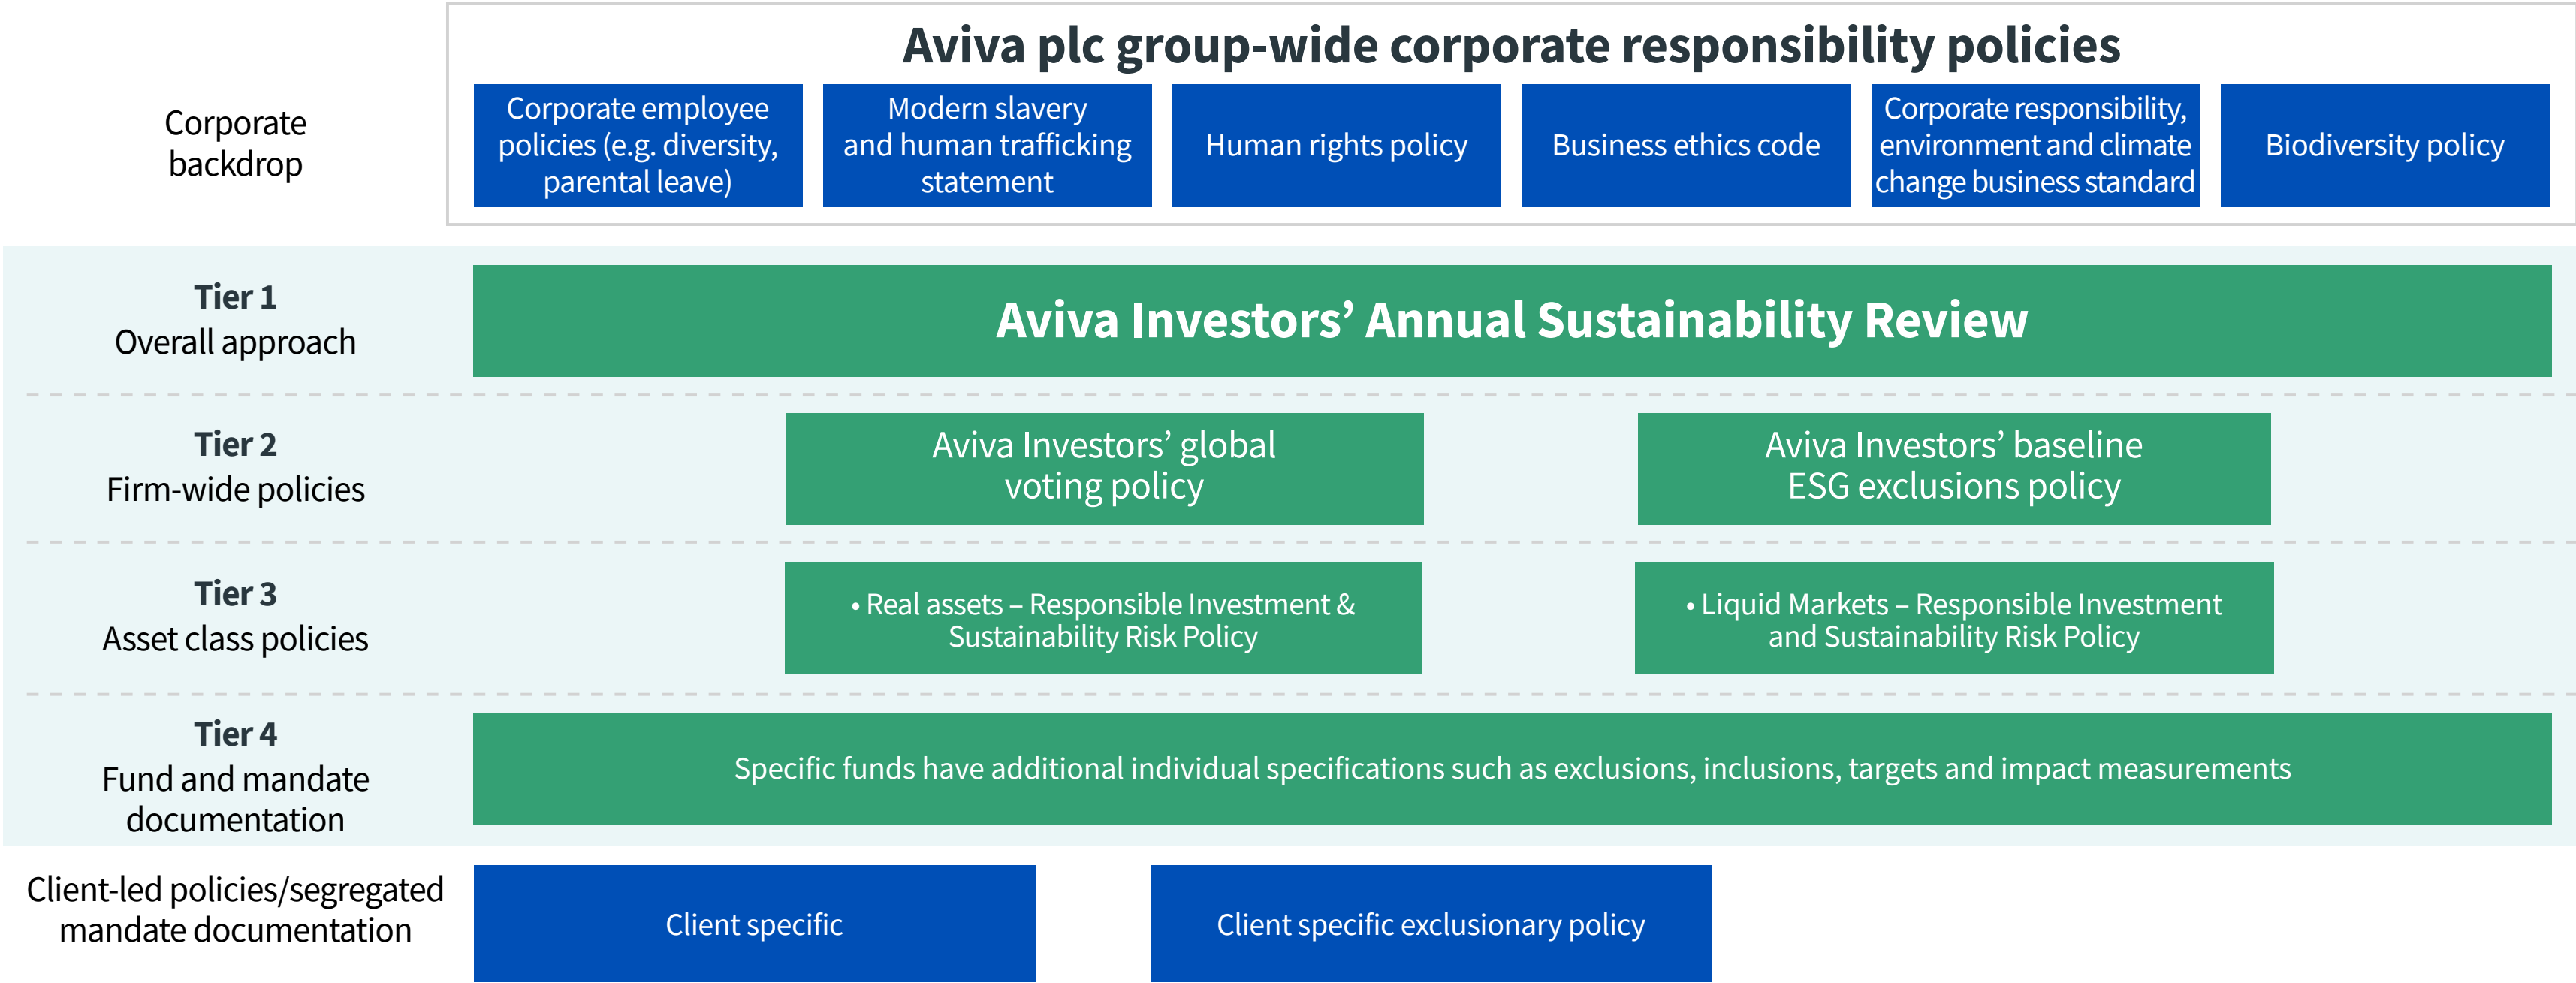 Aviva plc group-wide corporate responsibility policies
Corporate
backdrop
Corporate employee
policies (e.g. diversity,
parental leave)
Modern slavery
and human trafficking
statement
Human rights policy
Business ethics code
Corporate responsibility,
environment and climate
change business standard
Biodiversity policy
Tier 1
Overall approach
Aviva Investors’ Annual Sustainability Review
Tier 2
Firm-wide policies
Aviva Investors’ global
voting policy
Aviva Investors’ baseline
ESG exclusions policy
Tier 3
Asset class policies
• Real assets – Responsible Investment &
Sustainability Risk Policy
• Liquid Markets – Responsible Investment
and Sustainability Risk Policy
Tier 4
Fund and mandate
documentation
Specific funds have additional individual specifications such as exclusions, inclusions, targets and impact measurements
Client-led policies/segregated
mandate documentation
Client specific
Client specific exclusionary policy